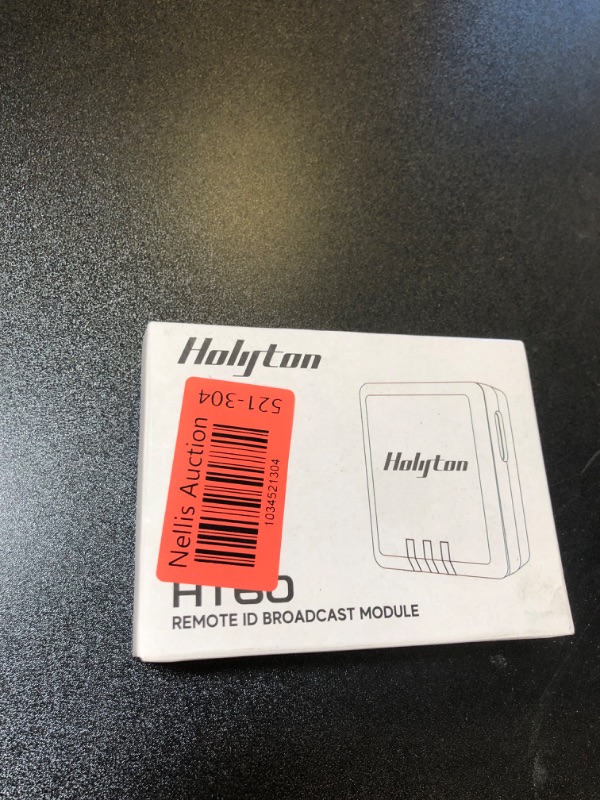 Holyton
521-304
Nellis Auction
1034521304
Holyton
HT60
REMOTE ID BROADCAST MODULE